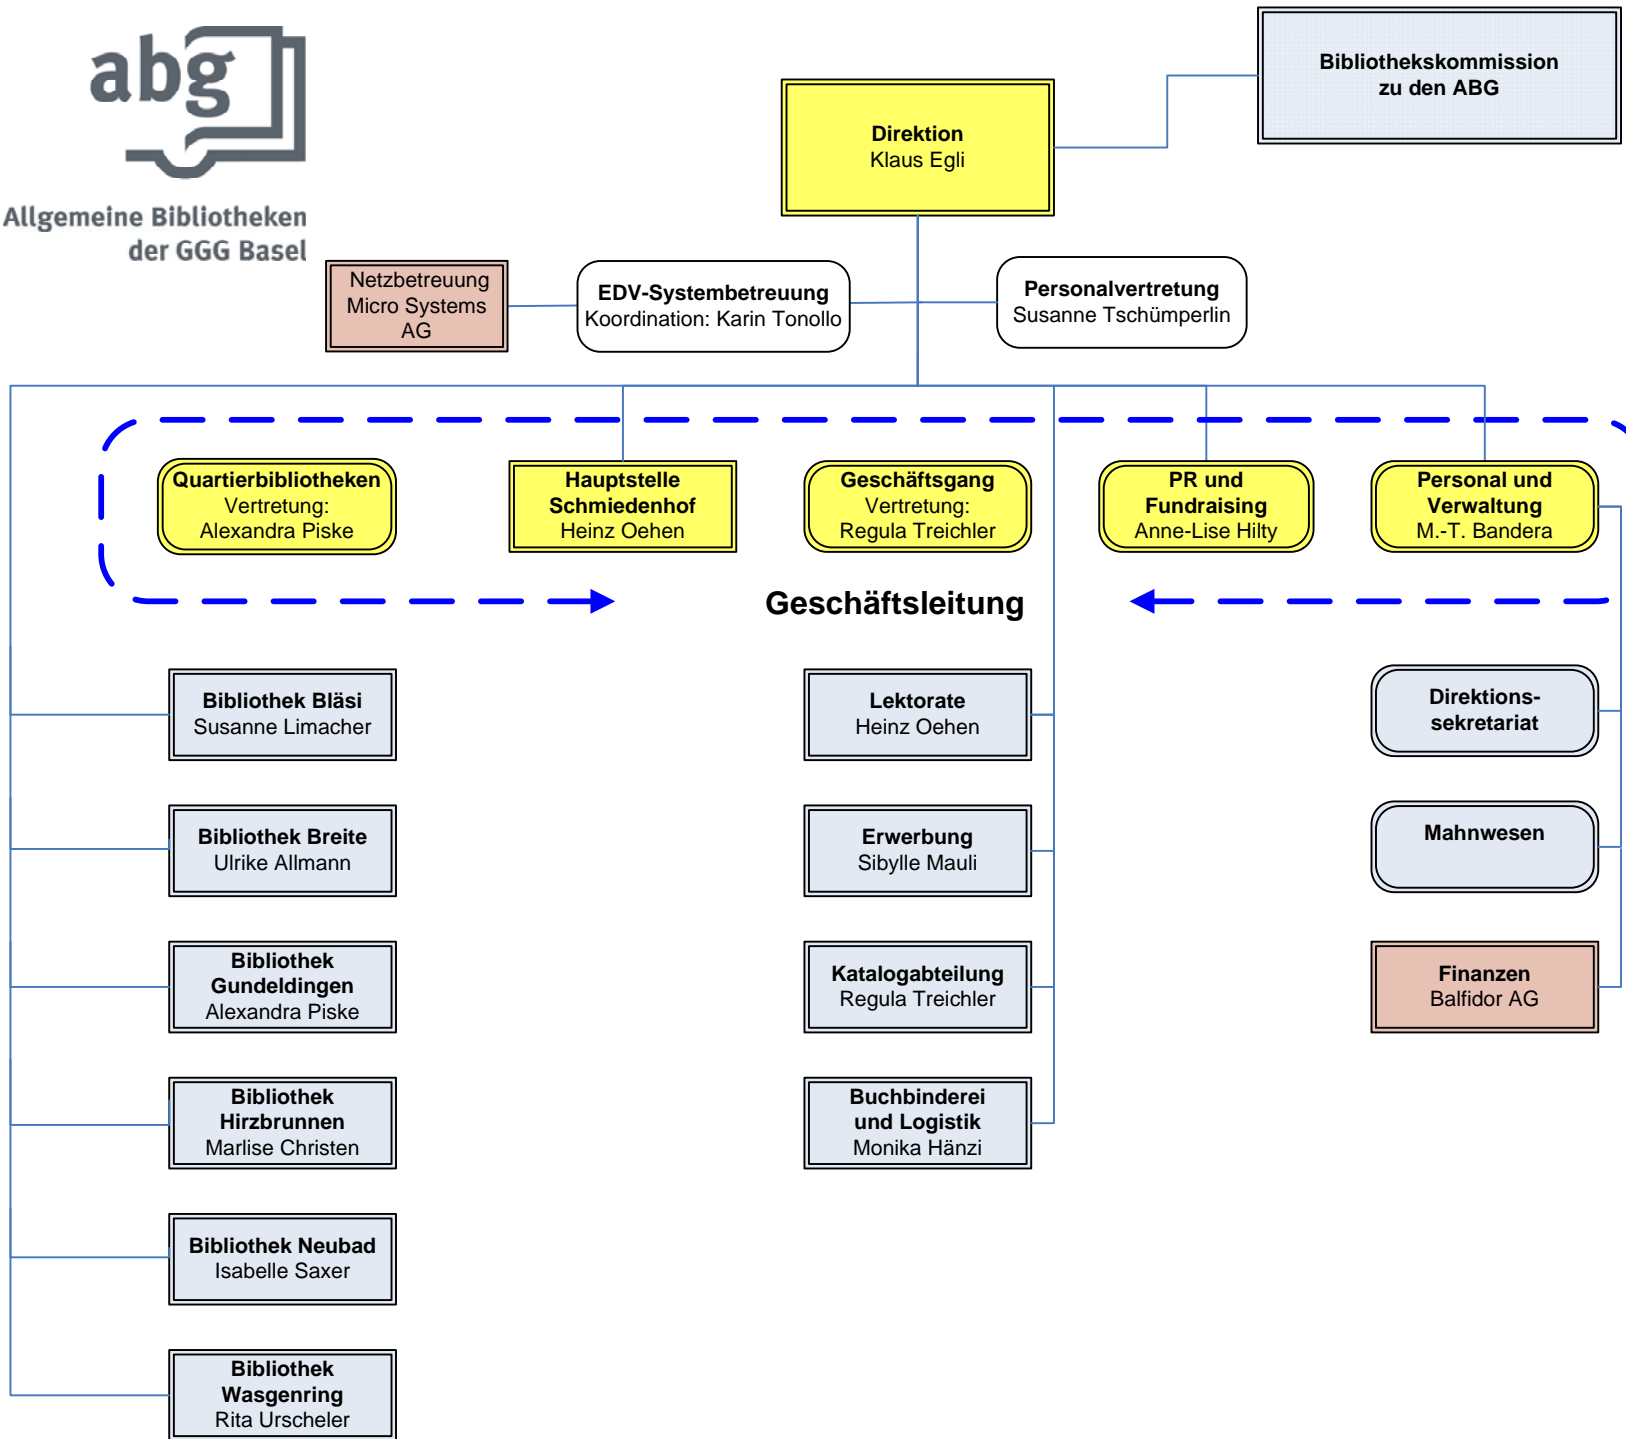 abg
Allgemeine Bibliotheken
der GGG Basel
Bibliothekskommission
zu den ABG
Direktion
Klaus Egli
Netzbetreuung
Micro Systems
AG
EDV-Systembetreuung
Koordination: Karin Tonollo
Personalvertretung
Susanne Tschümperlin
Quartierbibliotheken
Vertretung:
Alexandra Piske
Hauptstelle
Schmiedenhof
Heinz Oehen
Geschäftsgang
Vertretung:
Regula Treichler
PR und
Fundraising
Anne-Lise Hilty
Personal und
Verwaltung
M.-T. Bandera
Geschäftsleitung
Bibliothek Bläsi
Susanne Limacher
Bibliothek Breite
Ulrike Allmann
Bibliothek
Gundeldingen
Alexandra Piske
Bibliothek
Hirzbrunnen
Marlise Christen
Bibliothek Neubad
Isabelle Saxer
Bibliothek
Wasgenring
Rita Urscheler
Lektorate
Heinz Oehen
Erwerbung
Sibylle Mauli
Katalogabteilung
Regula Treichler
Buchbinderei
und Logistik
Monika Hänzi
Direktions-
sekretariat
Mahnwesen
Finanzen
Balfidor AG